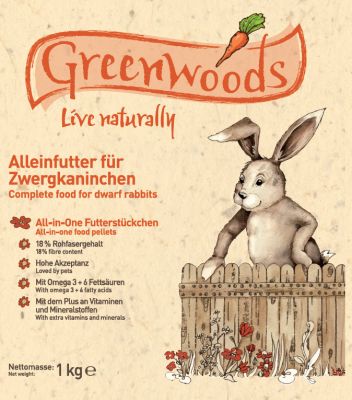 Greenwoods
Live naturally
Alleinfutter für
Zwergkaninchen
Complete food for dwarf rabbits
All-in-One Futterstückchen
All-in-one food pellets
18 % Rohfasergehalt
18% fibre content
Hohe Akzeptanz
Loved by pets
Mit Omega 3 + 6 Fettsäuren
With omega 3 + 6 fatty acids
Mit dem Plus an Vitaminen
und Mineralstoffen
With extra vitamins and minerals
Nettomasse: 1 kg e
Net weight: